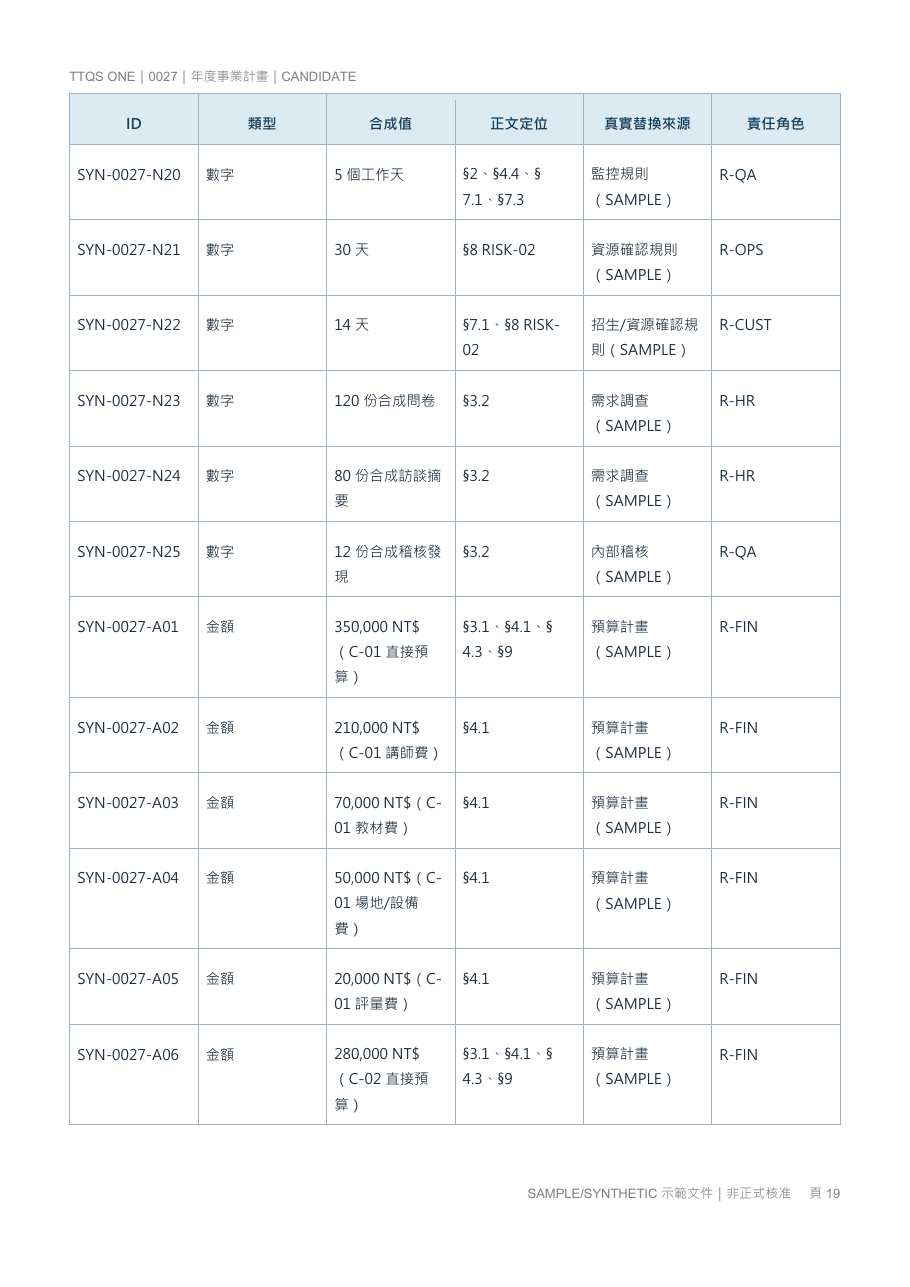 TTQS ONE｜0027｜年度事業計畫｜CANDIDATE
ID 類型 合成值 正文定位 真實替換來源 責任角色
SYN-0027-N20 數字 5 個工作天 §2、§4.4、§
7.1、§7.3 監控規則
（SAMPLE） R-QA
SYN-0027-N21 數字 30 天 §8 RISK-02 資源確認規則
（SAMPLE） R-OPS
SYN-0027-N22 數字 14 天 §7.1、§8 RISK-
02 招生/資源確認規
則（SAMPLE） R-CUST
SYN-0027-N23 數字 120 份合成問卷 §3.2 需求調查
（SAMPLE） R-HR
SYN-0027-N24 數字 80 份合成訪談摘
要 §3.2 需求調查
（SAMPLE） R-HR
SYN-0027-N25 數字 12 份合成稽核發
現 §3.2 內部稽核
（SAMPLE） R-QA
SYN-0027-A01 金額 350,000 NT$
（C-01 直接預
算） §3.1、§4.1、§
4.3、§9 預算計畫
（SAMPLE） R-FIN
SYN-0027-A02 金額 210,000 NT$
（C-01 講師費） §4.1 預算計畫
（SAMPLE） R-FIN
SYN-0027-A03 金額 70,000 NT$（C-
01 教材費） §4.1 預算計畫
（SAMPLE） R-FIN
SYN-0027-A04 金額 50,000 NT$（C-
01 場地/設備
費） §4.1 預算計畫
（SAMPLE） R-FIN
SYN-0027-A05 金額 20,000 NT$（C-
01 評量費） §4.1 預算計畫
（SAMPLE） R-FIN
SYN-0027-A06 金額 280,000 NT$
（C-02 直接預
算） §3.1、§4.1、§
4.3、§9 預算計畫
（SAMPLE） R-FIN
SAMPLE/SYNTHETIC 示範文件｜非正式核准 頁 19